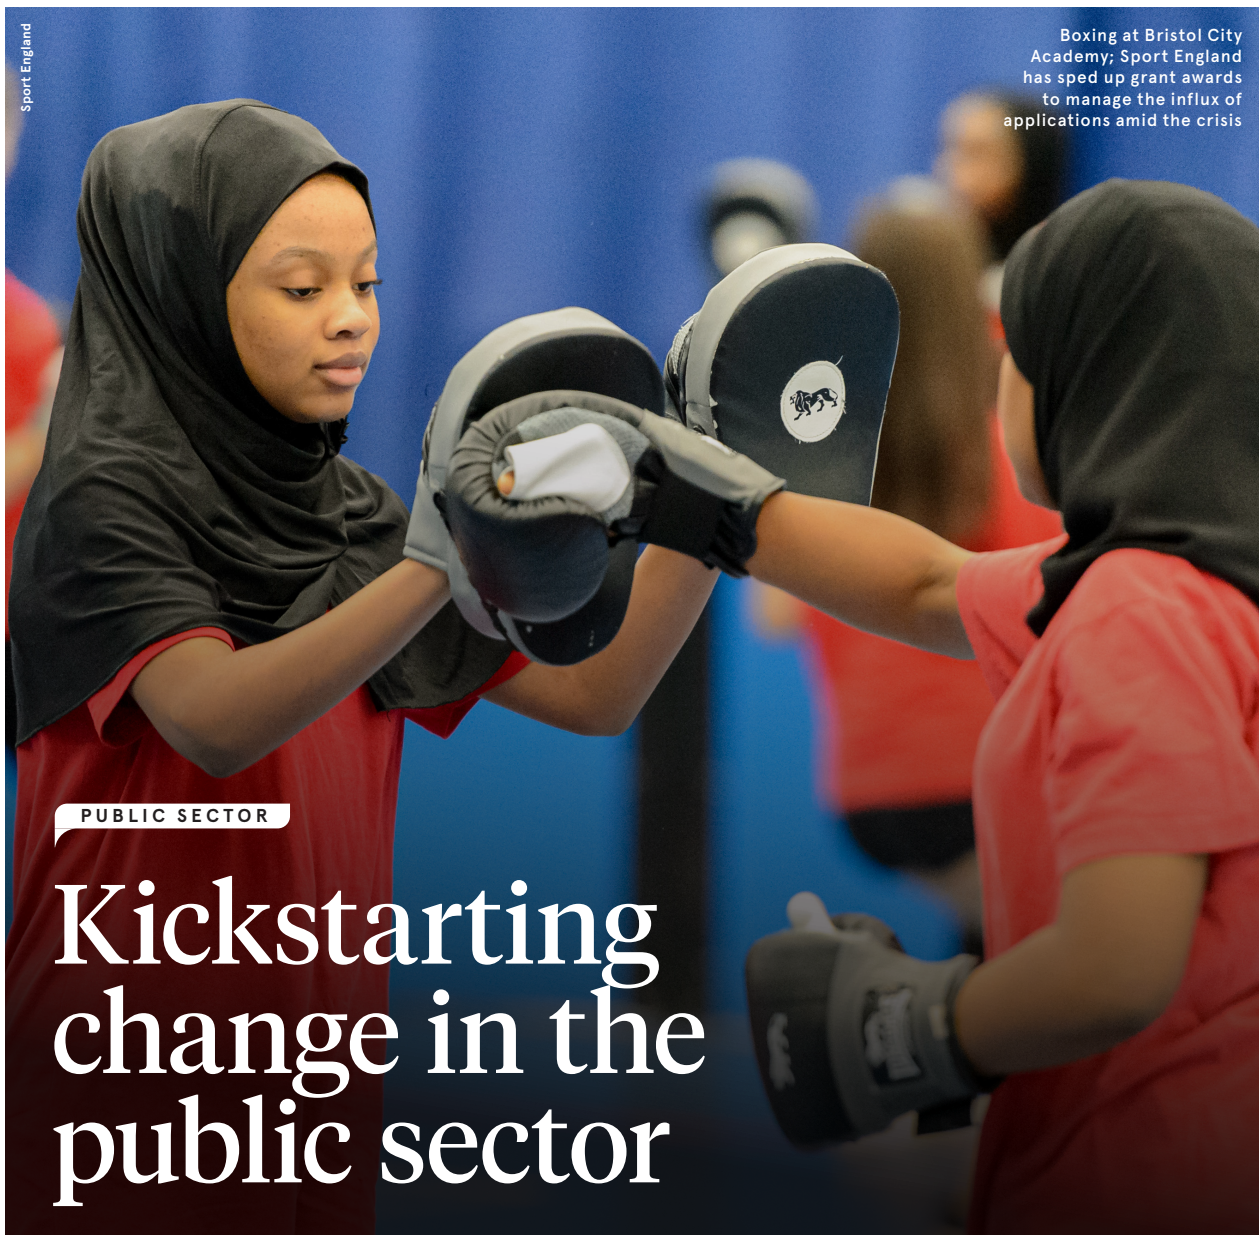 Sport England
Boxing at Bristol City
Academy; Sport England
has sped up grant awards
to manage the influx of
applications amid the crisis
PUBLIC SECTOR
Kickstarting
change in the
public sector